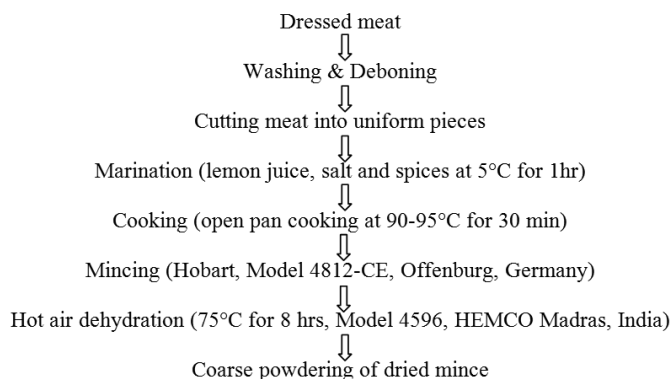 Dressed meat
Washing & Deboning
Cutting meat into uniform pieces
Marination (lemon juice, salt and spices at 5°C for 1hr)
Cooking (open pan cooking at 90-95°C for 30 min)
Mincing (Hobart, Model 4812-CE, Offenburg, Germany)
Hot air dehydration (75°C for 8 hrs, Model 4596, HEMCO Madras, India)
Coarse powdering of dried mince